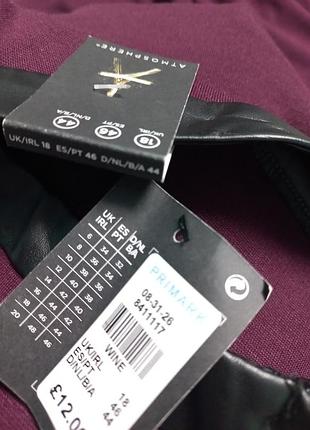 ATMOSPHERE®
UK/IRL
18
ES/PT
46
D/NL/B/A
44
UK/IRL 18 ES/PT 46 D/NL/B/A 44
UK ES D/NL
IRL PT BA
6 34 32
8 36 34
10 38 36
12 40 38
14 42 40
16 44 42
18 46 44
20 48 46
PRIMARK
08-31-26
8411117
WINE
UK/IRL 18
ES/PT 46
D/NL/B/A 44
£12.00